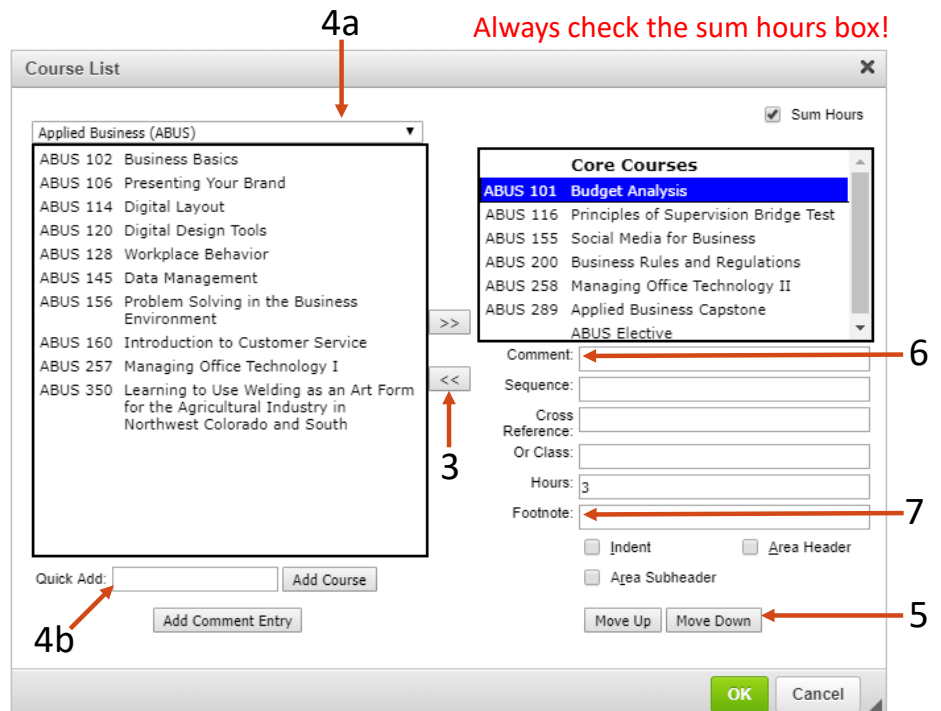 4a
Always check the sum hours box!
Course List
Sum Hours
Applied Business (ABUS)
ABUS 102 Business Basics
ABUS 106 Presenting Your Brand
ABUS 114 Digital Layout
ABUS 120 Digital Design Tools
ABUS 128 Workplace Behavior
ABUS 145 Data Management
ABUS 156 Problem Solving in the Business
Environment
ABUS 160 Introduction to Customer Service
ABUS 257 Managing Office Technology I
ABUS 350 Learning to Use Welding as an Art Form
for the Agricultural Industry in
Northwest Colorado and South
>>
<<
3
Core Courses
ABUS 101 Budget Analysis
ABUS 116 Principles of Supervision Bridge Test
ABUS 155 Social Media for Business
ABUS 200 Business Rules and Regulations
ABUS 258 Managing Office Technology II
ABUS 289 Applied Business Capstone
ABUS Elective
Comment:
6
Sequence:
Cross
Reference:
Or Class:
Hours: 3
Footnote:
7
Indent
Area Header
Area Subheader
Quick Add:
Add Course
4b
Add Comment Entry
Move Up
Move Down
5
OK
Cancel